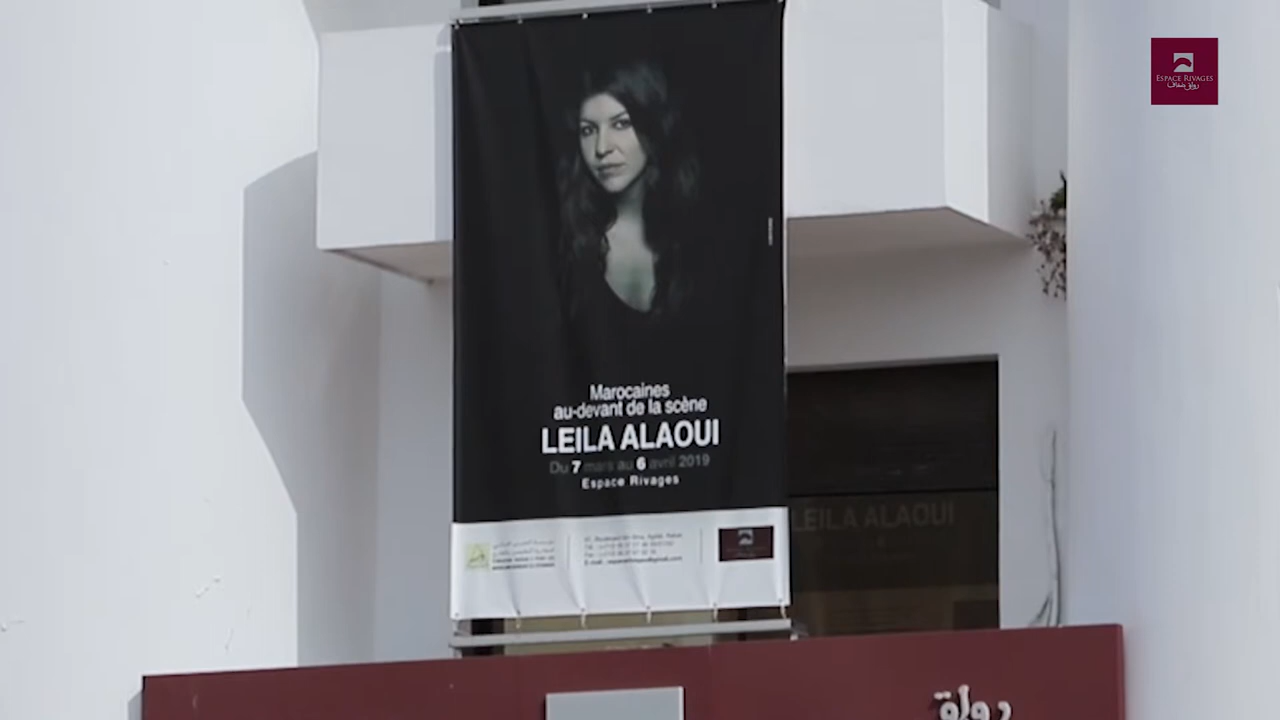 ESPACE RIVAGES
رواق ضفاف
Marocaines
au-devant de la scène
LEILA ALAOUI
Du 7 mars au 6 avril 2019
Espace Rivages
LEILA ALAOUI
رواق